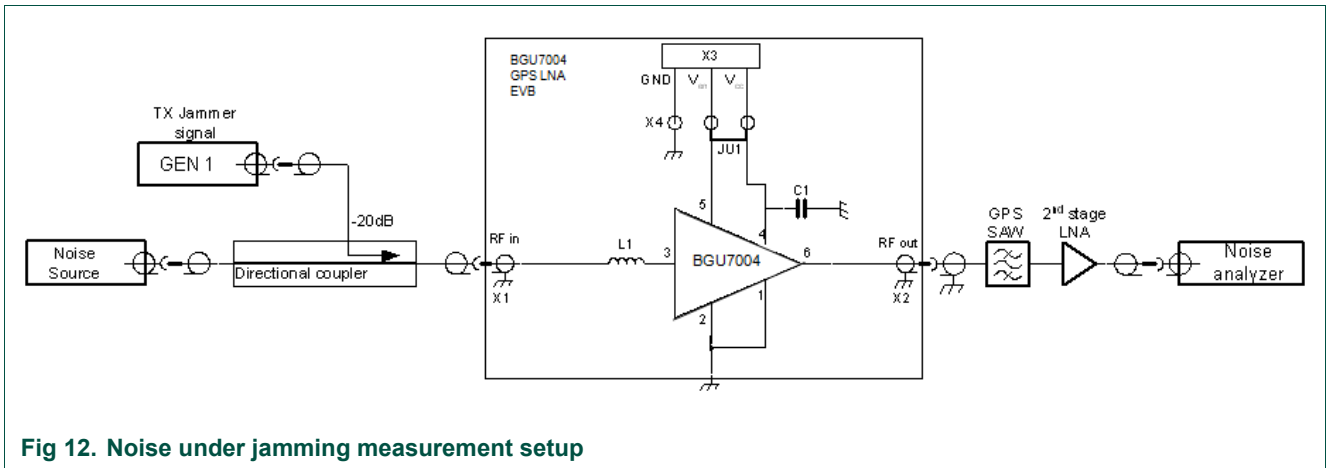 BGU7004
GPS LNA
EVB
X3
GND
Ven
Vcc
X4
JU1
TX Jammer
signal
GEN 1
-20dB
Noise
Source
Directional coupler
RF in
X1
L1
3
5
4
C1
BGU7004
6
1
2
RF out
X2
GPS
SAW
2nd stage
LNA
Noise
analyzer
Fig 12. Noise under jamming measurement setup